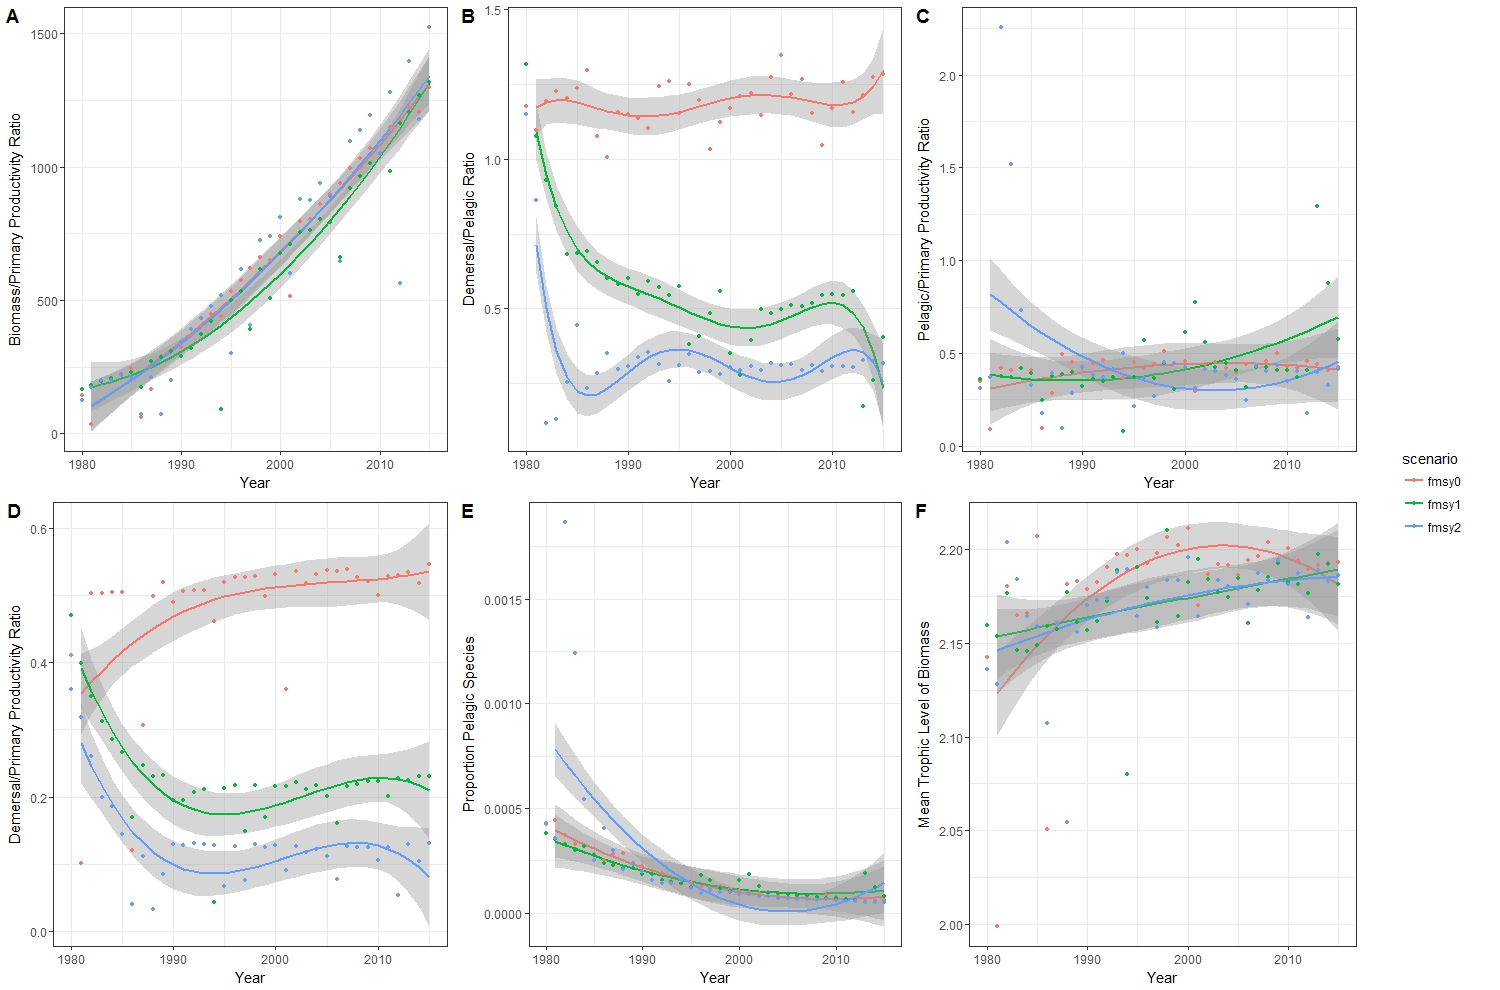 A
Biomass/Primary Productivity Ratio
1500
1000
500
0
1980 1990 2000 2010
Year
B
Demersal/Pelagic Ratio
1.5
1.0
0.5
1980 1990 2000 2010
Year
C
Pelagic/Primary Productivity Ratio
2.0
1.5
1.0
0.5
0.0
1980 1990 2000 2010
Year
scenario
fmsy0
fmsy1
fmsy2
D
Demersal/Primary Productivity Ratio
0.6
0.4
0.2
0.0
1980 1990 2000 2010
Year
E
Proportion Pelagic Species
0.0015
0.0010
0.0005
0.0000
1980 1990 2000 2010
Year
F
Mean Trophic Level of Biomass
2.20
2.15
2.10
2.05
2.00
1980 1990 2000 2010
Year